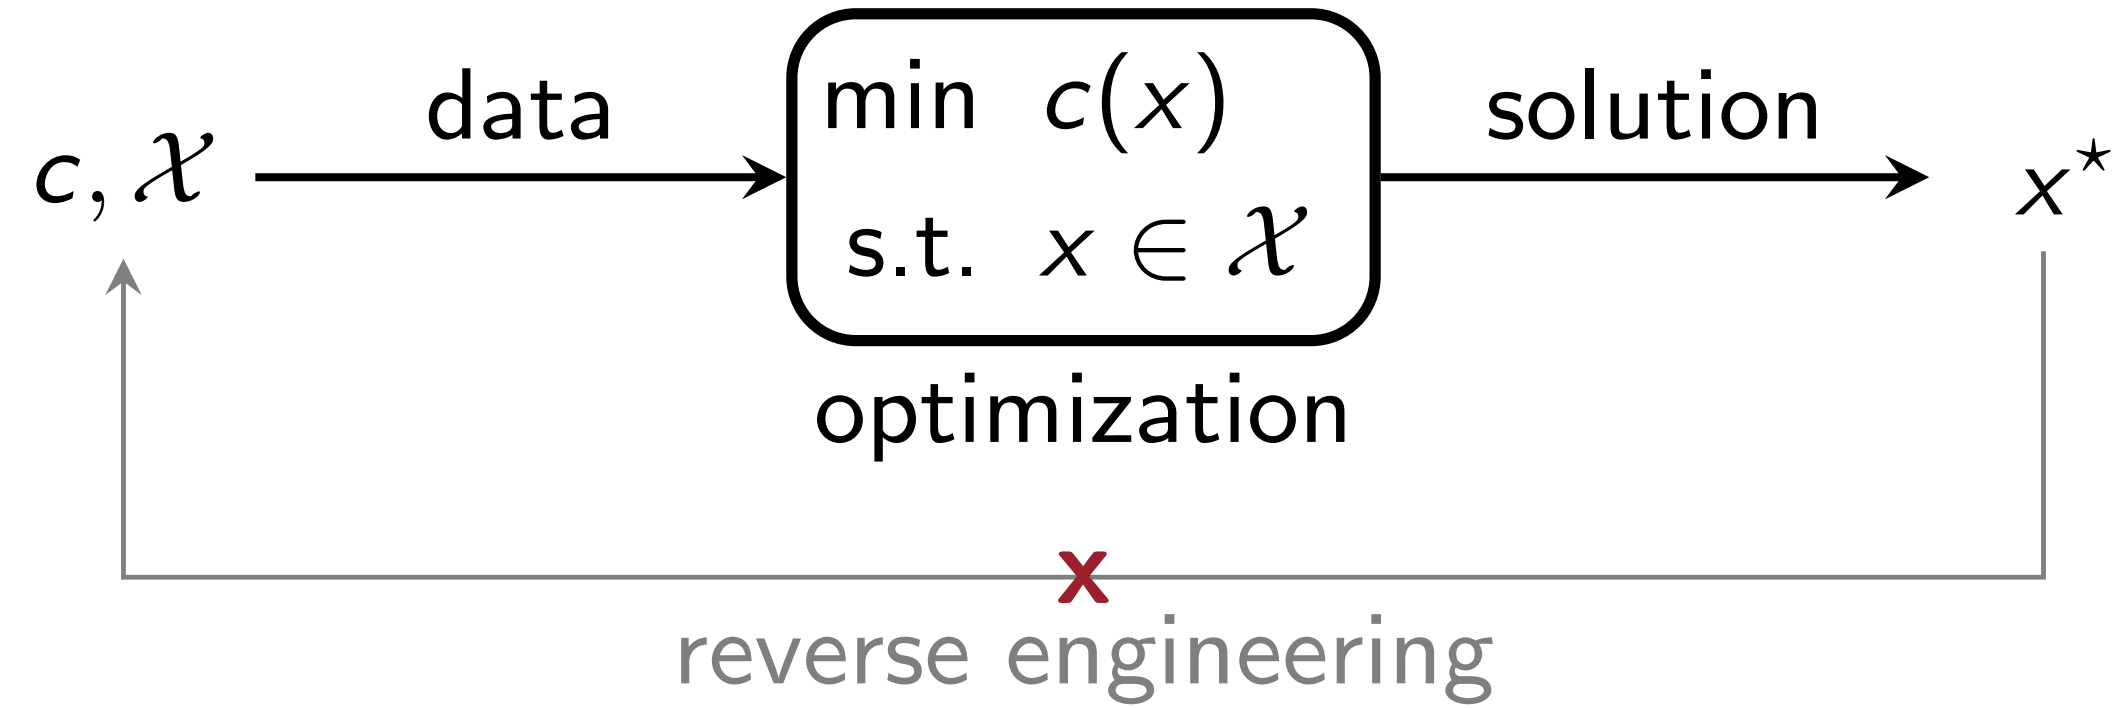 data
solution
c, 𝒳
min c(x)
s.t. x ∈ 𝒳
x⋆
optimization
x
reverse engineering